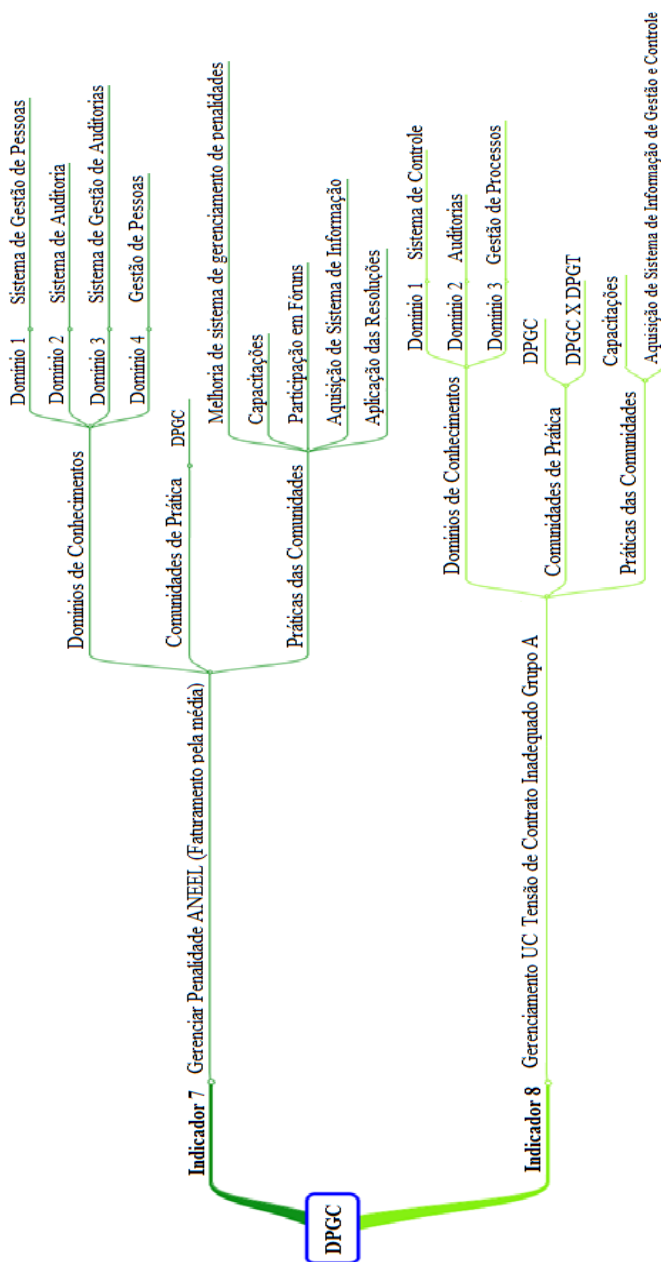 DPGC
Indicador 7 Gerenciar Penalidade ANEEL (Faturamento pela média)
Domínios de Conhecimentos
Domínio 1 Sistema de Gestão de Pessoas
Domínio 2 Sistema de Auditoria
Domínio 3 Sistema de Gestão de Auditorias
Domínio 4 Gestão de Pessoas
Comunidades de Prática DPGC
Práticas das Comunidades
Melhoria de sistema de gerenciamento de penalidades
Capacitações
Participação em Fóruns
Aquisição de Sistema de Informação
Aplicação das Resoluções
Indicador 8 Gerenciamento UC Tensão de Contrato Inadequado Grupo A
Domínios de Conhecimentos
Domínio 1 Sistema de Controle
Domínio 2 Auditorias
Domínio 3 Gestão de Processos
Comunidades de Prática
DPGC
DPGC X DPGT
Práticas das Comunidades
Capacitações
Aquisição de Sistema de Informação de Gestão e Controle